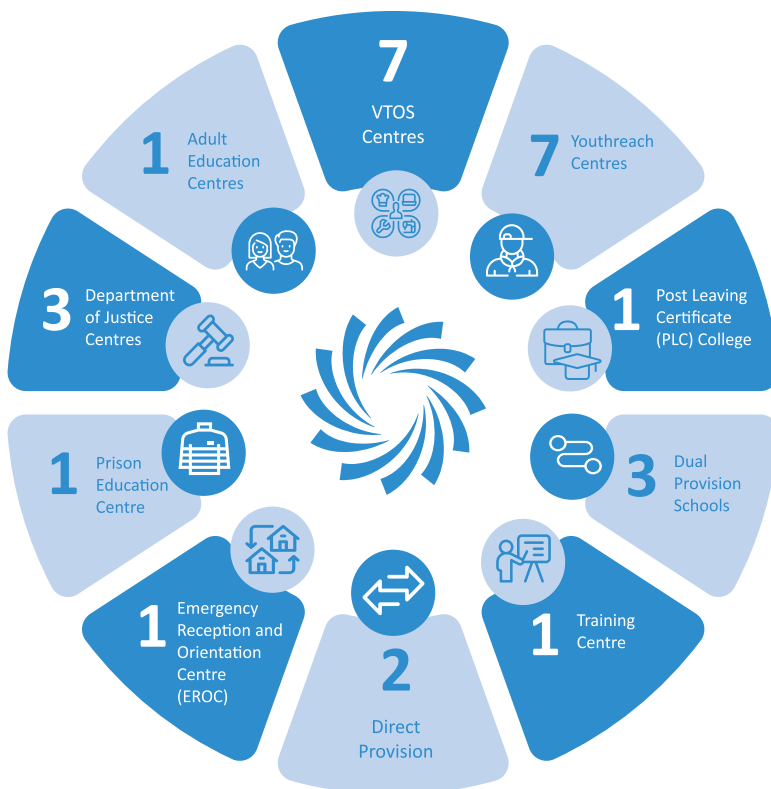 7
VTOS
Centres
7
Youthreach
Centres
1
Post Leaving
Certificate
(PLC) College
3
Dual
Provision
Schools
1
Training
Centre
2
Direct
Provision
1
Emergency
Reception and
Orientation
Centre
(EROC)
1
Prison
Education
Centre
3
Department
of Justice
Centres
1
Adult
Education
Centres